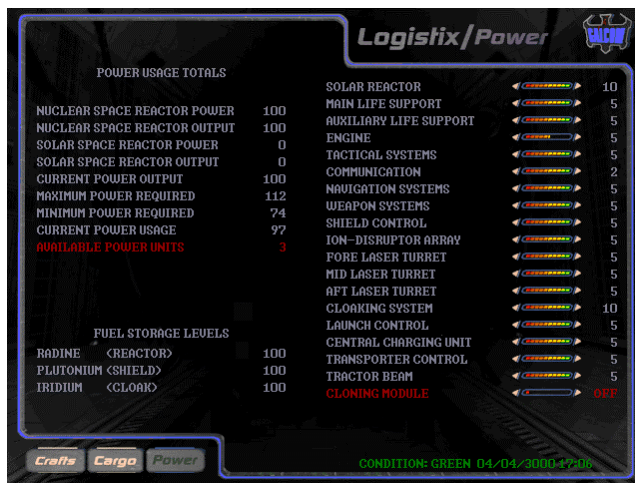 Logistix/Power
GALCOM
POWER USAGE TOTALS
NUCLEAR SPACE REACTOR POWER 100
NUCLEAR SPACE REACTOR OUTPUT 100
SOLAR SPACE REACTOR POWER 0
SOLAR SPACE REACTOR OUTPUT 0
CURRENT POWER OUTPUT 100
MAXIMUM POWER REQUIRED 112
MINIMUM POWER REQUIRED 74
CURRENT POWER USAGE 97
AVAILABLE POWER UNITS 3
FUEL STORAGE LEVELS
RADINE <REACTOR> 100
PLUTONIUM <SHIELD> 100
IRIDIUM <CLOAK> 100
SOLAR REACTOR 10
MAIN LIFE SUPPORT 5
AUXILIARY LIFE SUPPORT 5
ENGINE 5
TACTICAL SYSTEMS 5
COMMUNICATION 2
NAVIGATION SYSTEMS 5
WEAPON SYSTEMS 5
SHIELD CONTROL 5
ION-DISRUPTOR ARRAY 5
FORE LASER TURRET 5
MID LASER TURRET 5
AFT LASER TURRET 5
CLOAKING SYSTEM 10
LAUNCH CONTROL 5
CENTRAL CHARGING UNIT 5
TRANSPORTER CONTROL 5
TRACTOR BEAM 5
CLONING MODULE OFF
Crafts Cargo Power
CONDITION: GREEN 04/04/3000 17:06